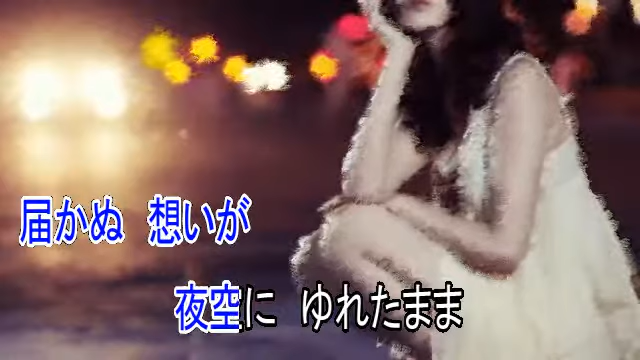 届かぬ　想いが
夜空に　ゆれたまま